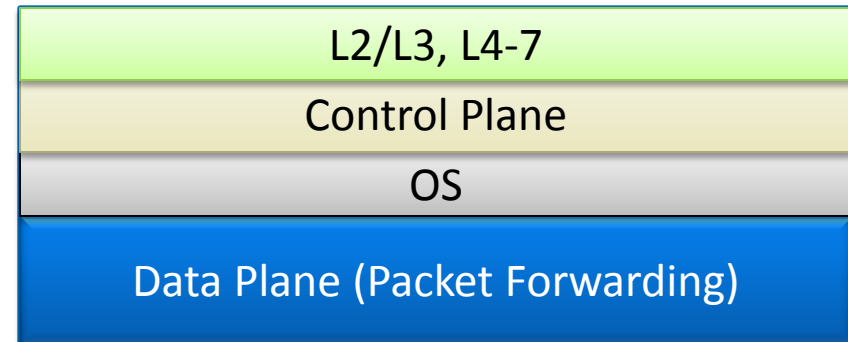 L2/L3, L4-7
Control Plane
OS
Data Plane (Packet Forwarding)